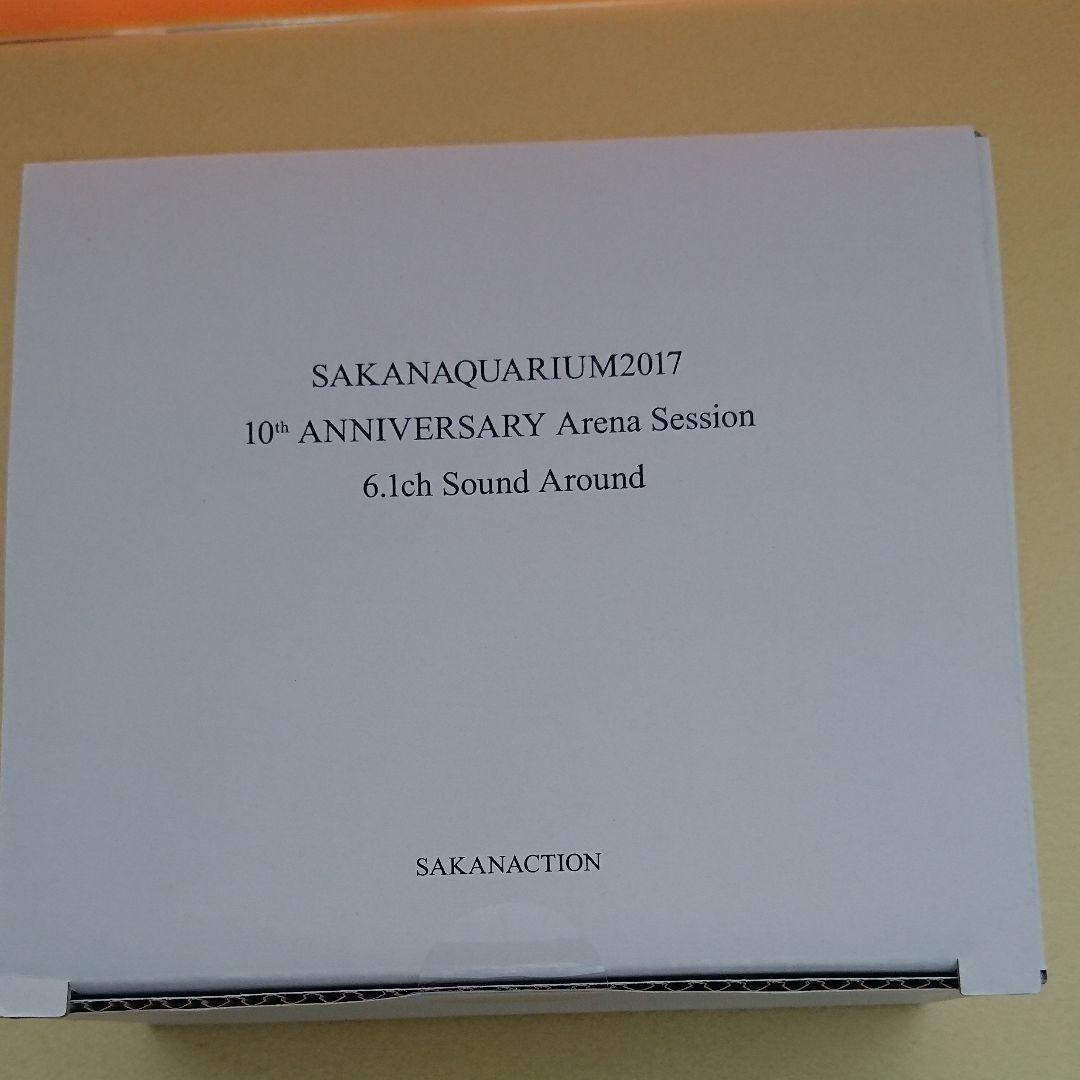 SAKANAQUARIUM2017
10th ANNIVERSARY Arena Session
6.1ch Sound Around
SAKANACTION